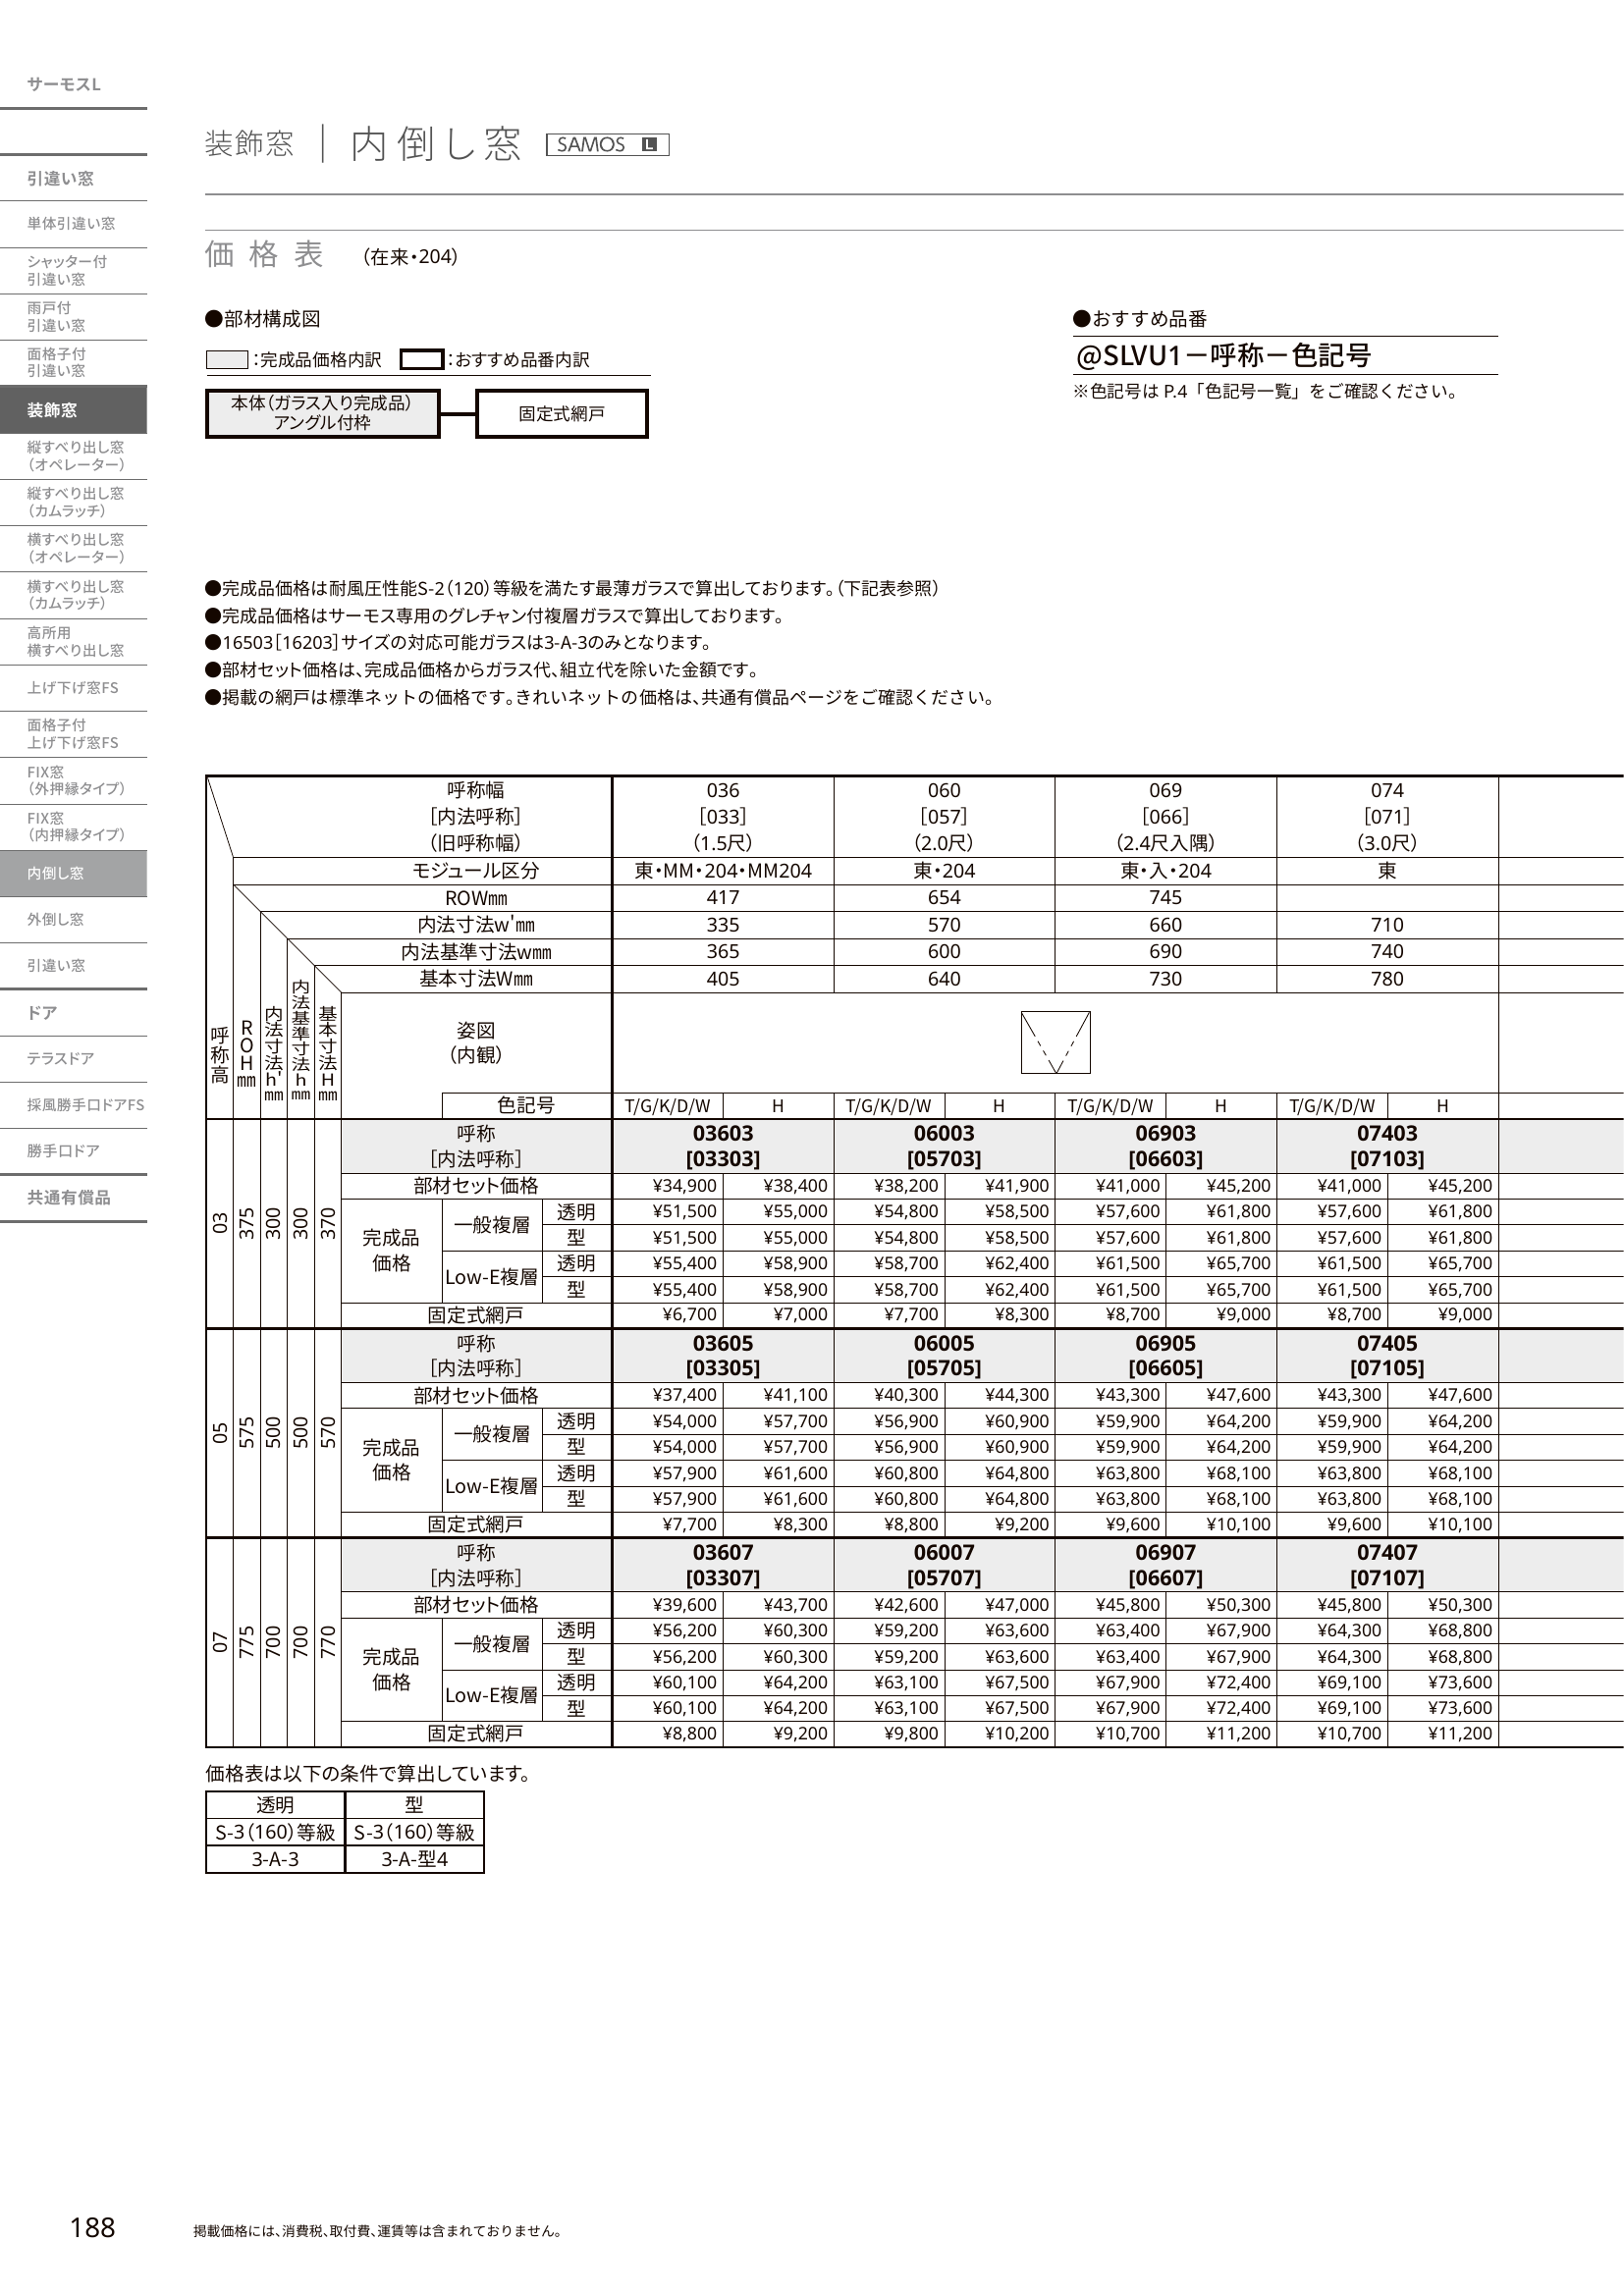 サーモスL
引違い窓
単体引違い窓
シャッター付
引違い窓
雨戸付
引違い窓
面格子付
引違い窓
装飾窓
縦すべり出し窓
（オペレーター）
縦すべり出し窓
（カムラッチ）
横すべり出し窓
（オペレーター）
横すべり出し窓
（カムラッチ）
高所用
横すべり出し窓
上げ下げ窓FS
面格子付
上げ下げ窓FS
FIX窓
（外押縁タイプ）
FIX窓
（内押縁タイプ）
内倒し窓
外倒し窓
引違い窓
ドア
テラスドア
採風勝手口ドアFS
勝手口ドア
共通有償品
装飾窓 内倒し窓 SAMOS L
価格表 （在来・204）
●部材構成図
：完成品価格内訳 ：おすすめ品番内訳
本体（ガラス入り完成品）
アングル付枠
固定式網戸
●おすすめ品番
@SLVU1－呼称－色記号
※色記号は P.4「色記号一覧」をご確認ください。
●完成品価格は耐風圧性能S-2（120）等級を満たす最薄ガラスで算出しております。（下記表参照）
●完成品価格はサーモス専用のグレチャン付複層ガラスで算出しております。
●16503［16203］サイズの対応可能ガラスは3-A-3のみとなります。
●部材セット価格は、完成品価格からガラス代、組立代を除いた金額です。
●掲載の網戸は標準ネットの価格です。きれいネットの価格は、共通有償品ページをご確認ください。
呼称幅 036 060 069 074
［内法呼称］ ［033］ ［057］ ［066］ ［071］
（旧呼称幅） （1.5尺） （2.0尺） （2.4尺入隅） （3.0尺）
モジュール区分 東・MM・204・MM204 東・204 東・入・204 東
ROW㎜ 417 654 745
内法寸法w'㎜ 335 570 660 710
内法基準寸法w㎜ 365 600 690 740
基本寸法W㎜ 405 640 730 780
呼称高 ROH㎜ 内法寸法h'㎜ 内法基準寸法h㎜ 基本寸法H㎜
姿図
（内観）
色記号 T/G/K/D/W H T/G/K/D/W H T/G/K/D/W H T/G/K/D/W H
03 375 300 300 370
呼称 03603 06003 06903 07403
［内法呼称］ [03303] [05703] [06603] [07103]
部材セット価格 ¥34,900 ¥38,400 ¥38,200 ¥41,900 ¥41,000 ¥45,200 ¥41,000 ¥45,200
完成品価格 一般複層 透明 ¥51,500 ¥55,000 ¥54,800 ¥58,500 ¥57,600 ¥61,800 ¥57,600 ¥61,800
型 ¥51,500 ¥55,000 ¥54,800 ¥58,500 ¥57,600 ¥61,800 ¥57,600 ¥61,800
Low-E複層 透明 ¥55,400 ¥58,900 ¥58,700 ¥62,400 ¥61,500 ¥65,700 ¥61,500 ¥65,700
型 ¥55,400 ¥58,900 ¥58,700 ¥62,400 ¥61,500 ¥65,700 ¥61,500 ¥65,700
固定式網戸 ¥6,700 ¥7,000 ¥7,700 ¥8,300 ¥8,700 ¥9,000 ¥8,700 ¥9,000
05 575 500 500 570
呼称 03605 06005 06905 07405
［内法呼称］ [03305] [05705] [06605] [07105]
部材セット価格 ¥37,400 ¥41,100 ¥40,300 ¥44,300 ¥43,300 ¥47,600 ¥43,300 ¥47,600
完成品価格 一般複層 透明 ¥54,000 ¥57,700 ¥56,900 ¥60,900 ¥59,900 ¥64,200 ¥59,900 ¥64,200
型 ¥54,000 ¥57,700 ¥56,900 ¥60,900 ¥59,900 ¥64,200 ¥59,900 ¥64,200
Low-E複層 透明 ¥57,900 ¥61,600 ¥60,800 ¥64,800 ¥63,800 ¥68,100 ¥63,800 ¥68,100
型 ¥57,900 ¥61,600 ¥60,800 ¥64,800 ¥63,800 ¥68,100 ¥63,800 ¥68,100
固定式網戸 ¥7,700 ¥8,300 ¥8,800 ¥9,200 ¥9,600 ¥10,100 ¥9,600 ¥10,100
07 775 700 700 770
呼称 03607 06007 06907 07407
［内法呼称］ [03307] [05707] [06607] [07107]
部材セット価格 ¥39,600 ¥43,700 ¥42,600 ¥47,000 ¥45,800 ¥50,300 ¥45,800 ¥50,300
完成品価格 一般複層 透明 ¥56,200 ¥60,300 ¥59,200 ¥63,600 ¥63,400 ¥67,900 ¥64,300 ¥68,800
型 ¥56,200 ¥60,300 ¥59,200 ¥63,600 ¥63,400 ¥67,900 ¥64,300 ¥68,800
Low-E複層 透明 ¥60,100 ¥64,200 ¥63,100 ¥67,500 ¥67,900 ¥72,400 ¥69,100 ¥73,600
型 ¥60,100 ¥64,200 ¥63,100 ¥67,500 ¥67,900 ¥72,400 ¥69,100 ¥73,600
固定式網戸 ¥8,800 ¥9,200 ¥9,800 ¥10,200 ¥10,700 ¥11,200 ¥10,700 ¥11,200
価格表は以下の条件で算出しています。
透明 型
S-3（160）等級 S-3（160）等級
3-A-3 3-A-型4
188 掲載価格には、消費税、取付費、運賃等は含まれておりません。